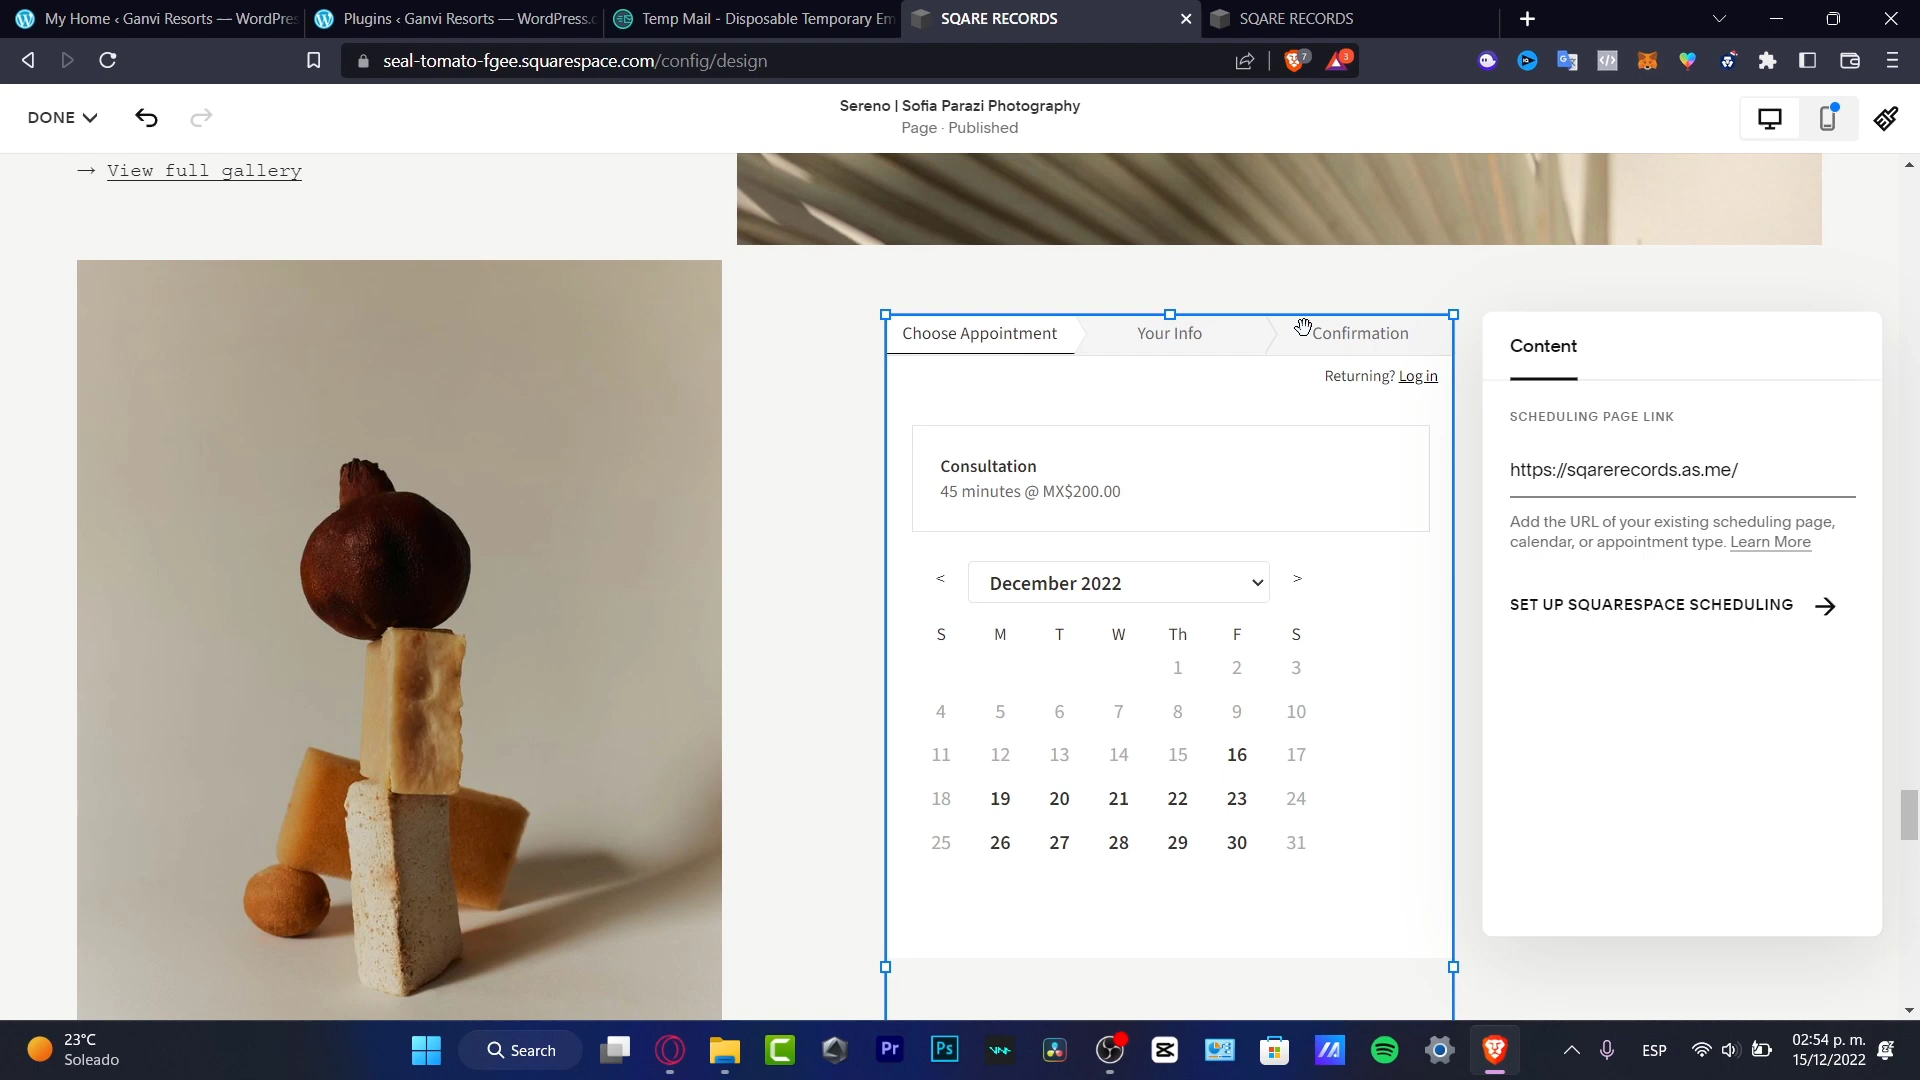 My Home ‹ Ganvi Resorts — WordPres
Plugins ‹ Ganvi Resorts — WordPress.c
Temp Mail - Disposable Temporary Em
SQARE RECORDS
SQARE RECORDS
seal-tomato-fgee.squarespace.com/config/design
7
3
DONE
Sereno | Sofia Parazi Photography
Page · Published
→ View full gallery
Choose Appointment
Your Info
Confirmation
Returning? Log in
Consultation
45 minutes @ MX$200.00
< December 2022 >
S M T W Th F S
1 2 3
4 5 6 7 8 9 10
11 12 13 14 15 16 17
18 19 20 21 22 23 24
25 26 27 28 29 30 31
Content
SCHEDULING PAGE LINK
https://sqarerecords.as.me/
Add the URL of your existing scheduling page,
calendar, or appointment type. Learn More
SET UP SQUARESPACE SCHEDULING →
23°C
Soleado
Search
Pr
Ps
ESP
02:54 p. m.
15/12/2022